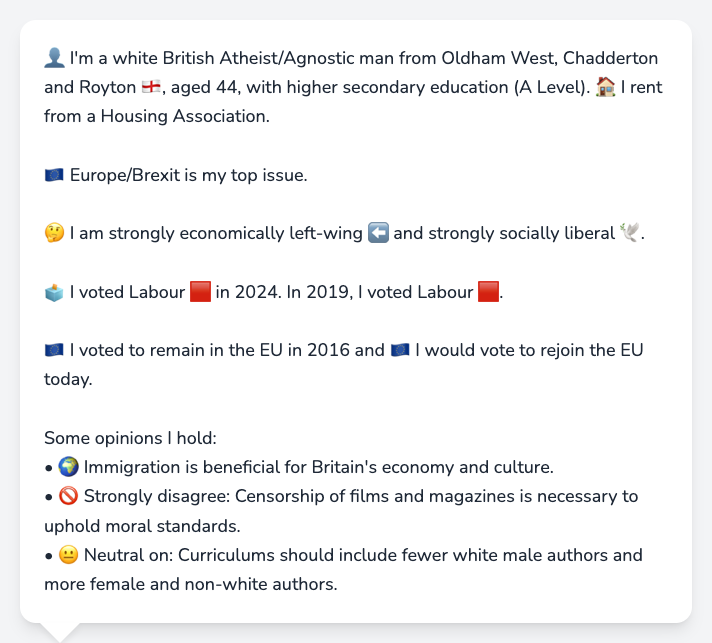 👤 I'm a white British Atheist/Agnostic man from Oldham West, Chadderton
and Royton 🏴󠁧󠁢󠁥󠁮󠁧󠁿, aged 44, with higher secondary education (A Level). 🏠 I rent
from a Housing Association.
🇪🇺 Europe/Brexit is my top issue.
🤔 I am strongly economically left-wing ⬅️ and strongly socially liberal 🕊️.
🗳️ I voted Labour 🟥 in 2024. In 2019, I voted Labour 🟥.
🇪🇺 I voted to remain in the EU in 2016 and 🇪🇺 I would vote to rejoin the EU
today.
Some opinions I hold:
• 🌍 Immigration is beneficial for Britain's economy and culture.
• 🚫 Strongly disagree: Censorship of films and magazines is necessary to
uphold moral standards.
• 😐 Neutral on: Curriculums should include fewer white male authors and
more female and non-white authors.